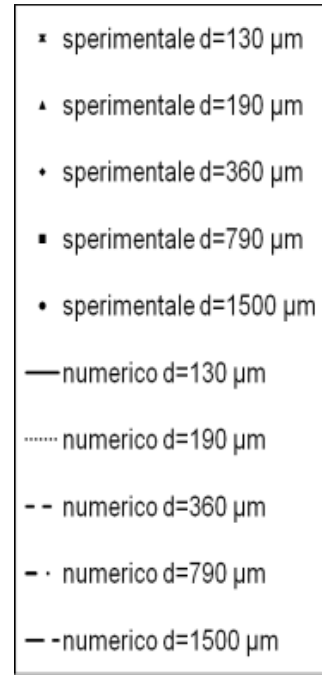 sperimentale d=130 µm
sperimentale d=190 µm
sperimentale d=360 µm
sperimentale d=790 µm
sperimentale d=1500 µm
numerico d=130 µm
numerico d=190 µm
numerico d=360 µm
numerico d=790 µm
numerico d=1500 µm